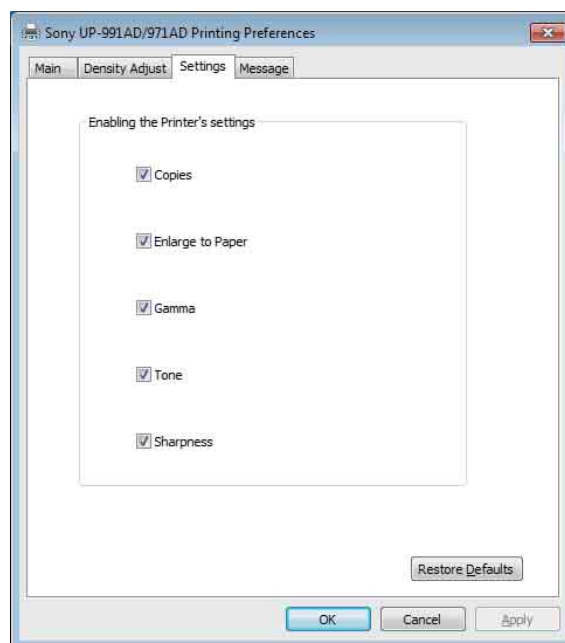 Sony UP-991AD/971AD Printing Preferences
Main Density Adjust Settings Message
Enabling the Printer's settings
Copies
Enlarge to Paper
Gamma
Tone
Sharpness
Restore Defaults
OK Cancel Apply